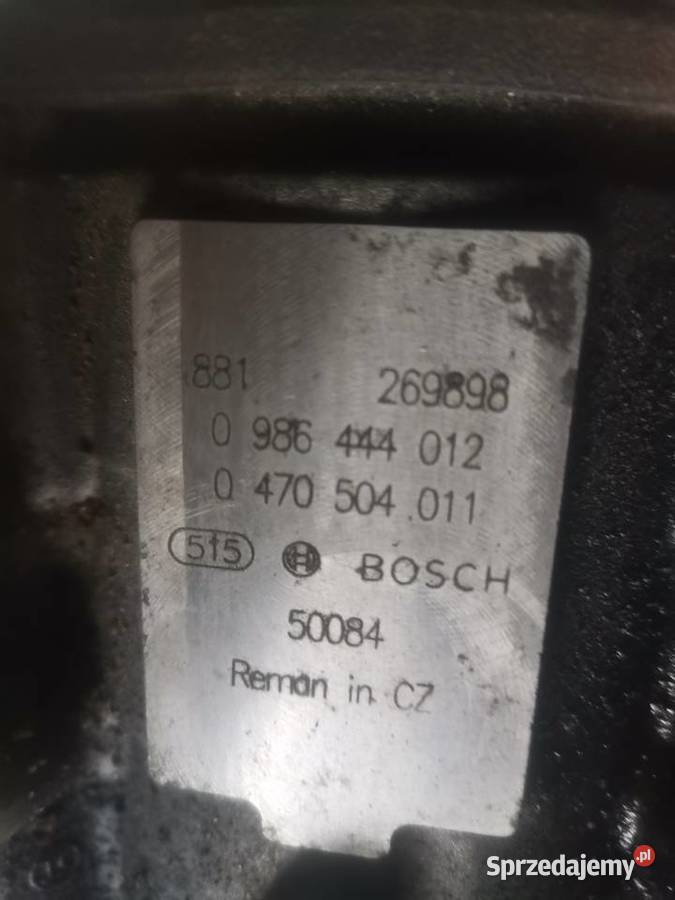 881 269898
0 986 444 012
0 470 504 011
515 BOSCH
50084
Reman in CZ
Sprzedajemy.pl